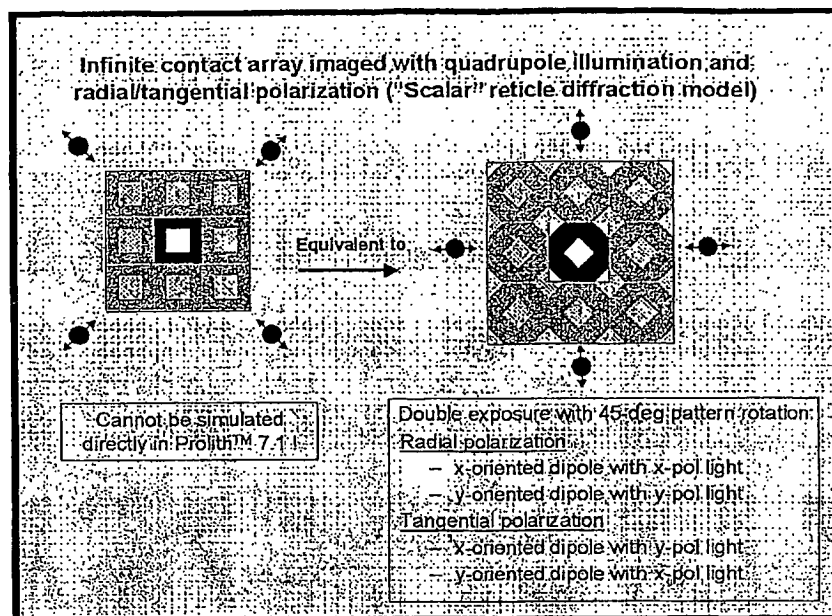 Infinite contact array imaged with quadrupole illumination and
radial/tangential polarization ("Scalar" reticle diffraction model)
Equivalent to
Cannot be simulated
directly in Prolith™ 7.1 !
Double exposure with 45-deg pattern rotation:
Radial polarization
– x-oriented dipole with x-pol light
– y-oriented dipole with y-pol light
Tangential polarization
– x-oriented dipole with y-pol light
– y-oriented dipole with x-pol light